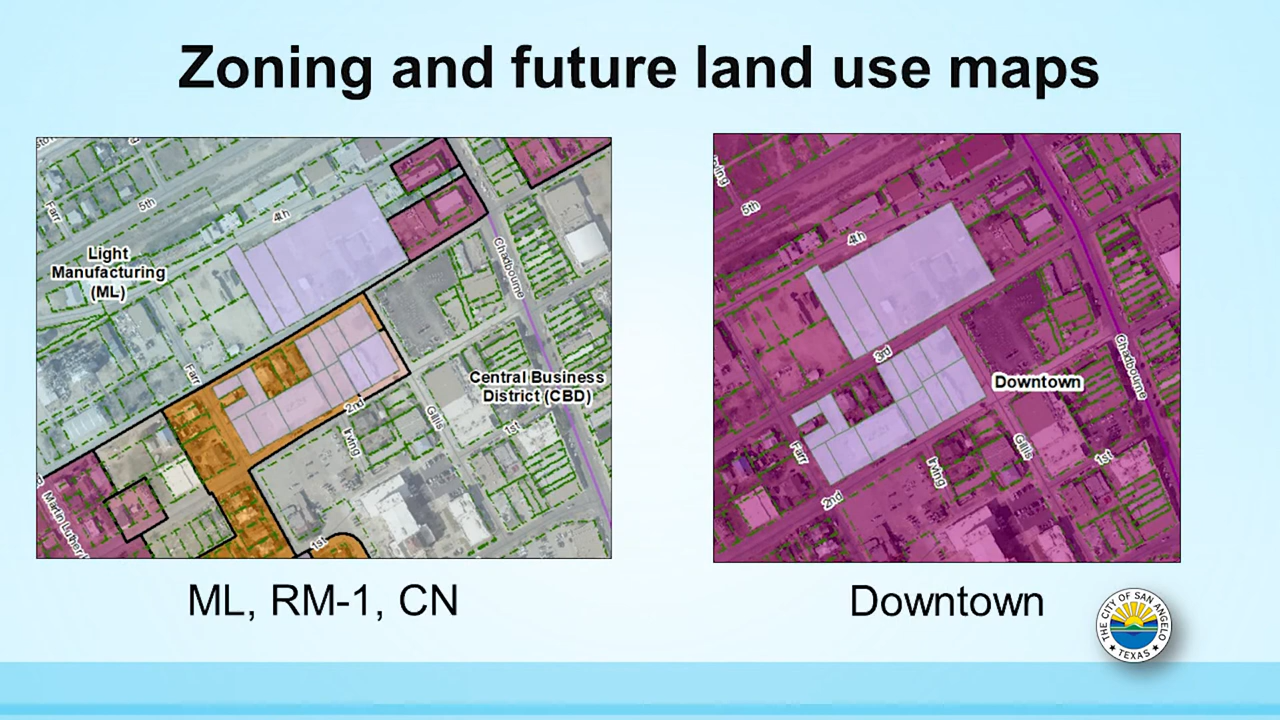 Zoning and future land use maps
5th
4th
Farr
Light
Manufacturing
(ML)
Chadbourne
Farr
Central Business
District (CBD)
2nd
Gillis
Irving
1st
Martin Luther
1st
5th
4th
3rd
Chadbourne
Downtown
Farr
Gillis
Irving
1st
2nd
ML, RM-1, CN
Downtown
THE CITY OF SAN ANGELO
TEXAS